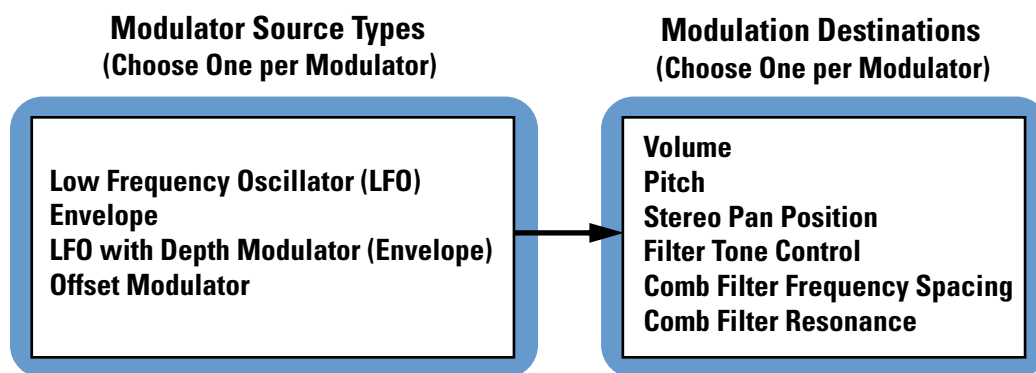 Modulator Source Types
(Choose One per Modulator)
Low Frequency Oscillator (LFO)
Envelope
LFO with Depth Modulator (Envelope)
Offset Modulator
Modulation Destinations
(Choose One per Modulator)
Volume
Pitch
Stereo Pan Position
Filter Tone Control
Comb Filter Frequency Spacing
Comb Filter Resonance